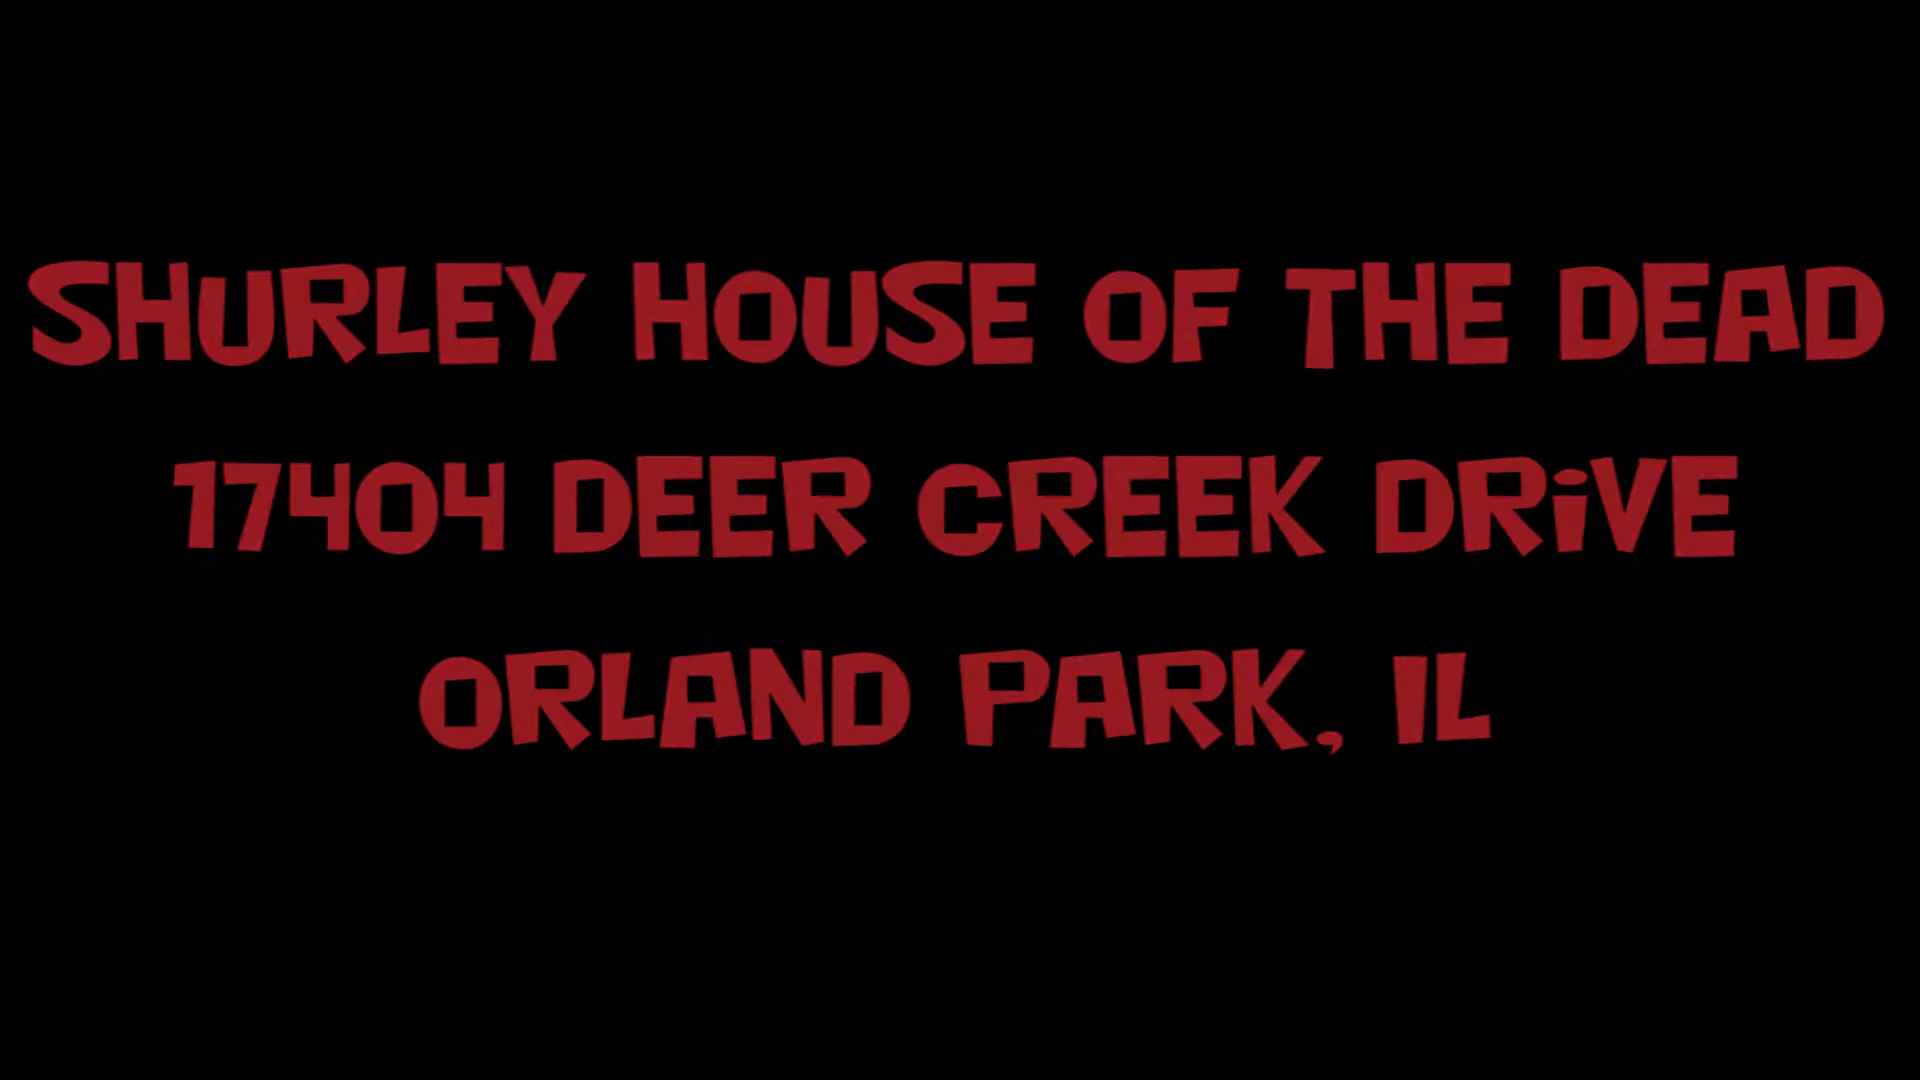 SHURLEY HOUSE OF THE DEAD
17404 DEER CREEK DRiVE
ORLAND PARK, IL